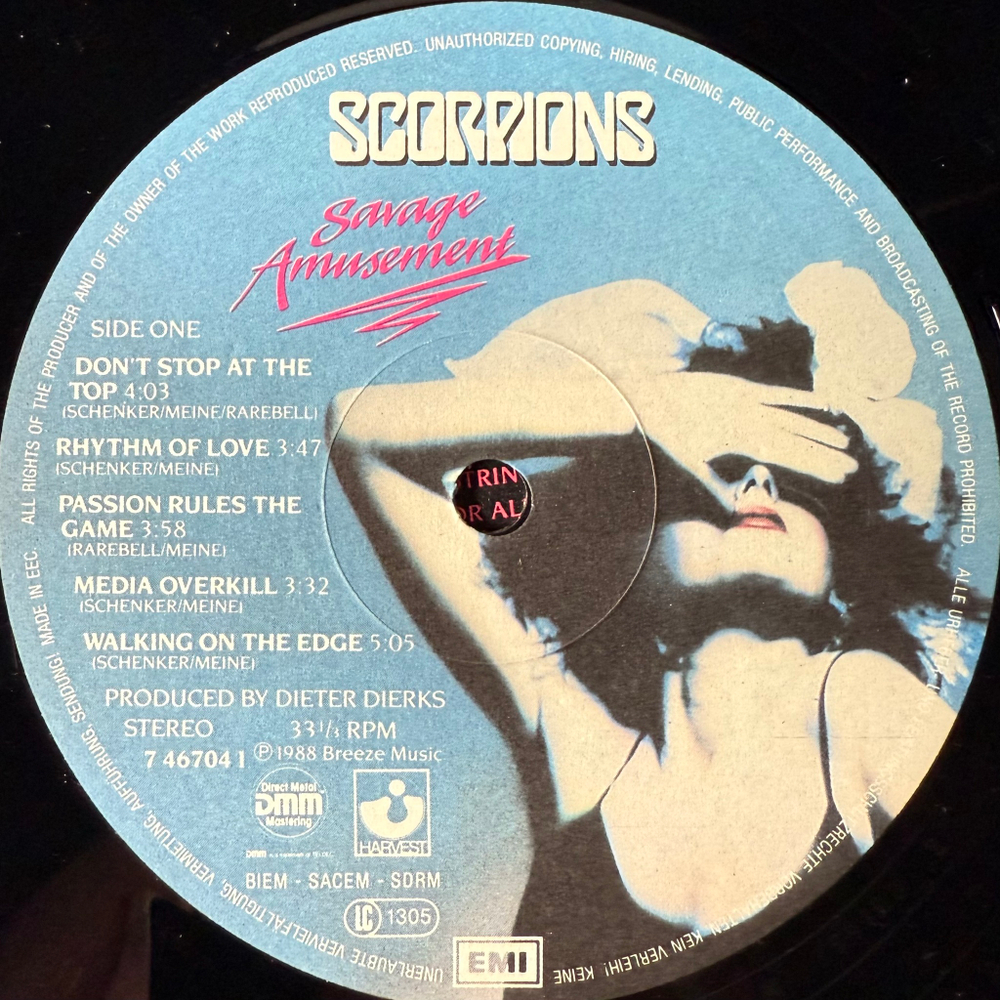 ALL RIGHTS OF THE PRODUCER AND OF THE OWNER OF THE WORK REPRODUCED RESERVED. UNAUTHORIZED COPYING, HIRING, LENDING, PUBLIC PERFORMANCE AND BROADCASTING OF THE RECORD PROHIBITED.
SCORPIONS
Savage
Amusement
SIDE ONE
DON'T STOP AT THE
TOP 4:03
(SCHENKER/MEINE/RAREBELL)
RHYTHM OF LOVE 3:47
(SCHENKER/MEINE)
PASSION RULES THE
GAME 3:58
(RAREBELL/MEINE)
MEDIA OVERKILL 3:32
(SCHENKER/MEINE)
WALKING ON THE EDGE 5:05
(SCHENKER/MEINE)
PRODUCED BY DIETER DIERKS
STEREO 33 1/3 RPM
7 46704 1 ℗ 1988 Breeze Music
Direct Metal
DMM
Mastering
HARVEST
BIEM - SACEM - SDRM
LC 1305
EMI
ALLE VORBEHALTEN. KEIN VERLEIH! KEINE
UNERLAUBTE VERVIELFÄLTIGUNG, VERMIETUNG, AUFFÜHRUNG, SENDUNG! MADE IN EEC.
TRIN
OR AL